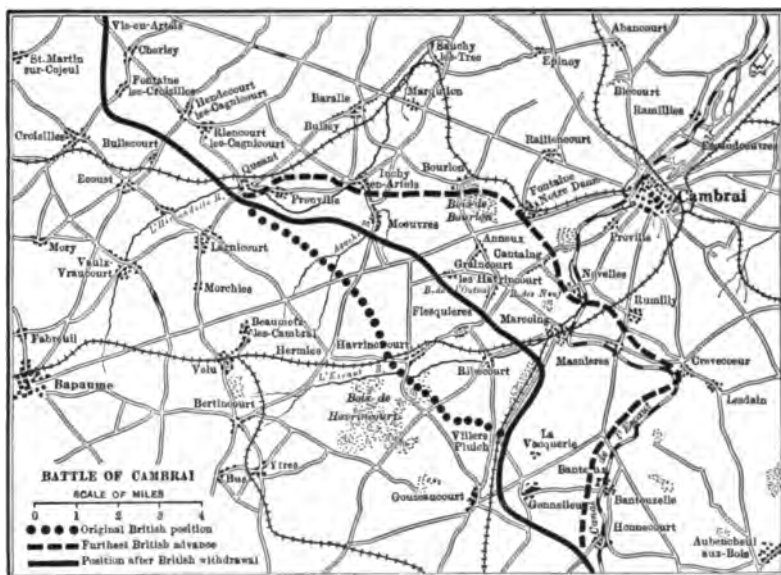 Vis-en-Artois
Cherley
St. Martin
sur-Cojeul
Fontaine
les-Croisilles
Hendecourt
les-Cagnicourt
Riencourt
les-Cagnicourt
Croisilles
Bullecourt
Ecoust
Queant
Pronville
Baralle
Buissy
Marquion
Sauchy
les-Tres
Epinoy
Abancourt
Blecourt
Ramillies
Raillencourt
Inchy
en-Artois
Bourlon
Bois de
Bourlon
Fontaine
Notre Dame
Cambrai
Mory
Vaulx-
Vraucourt
Lagnicourt
Morchies
Moeuvres
Anneux
Cantaing
Graincourt
les Havrincourt
Proville
Noyelles
Rumilly
Flesquieres
Marcoing
Masnieres
Crevecoeur
Lesdain
Beaumetz
les-Cambrai
Hermies
Havrincourt
Ribecourt
Bapaume
Velu
Bertincourt
Bois de
Havrincourt
Villers
Pluich
La
Vacquerie
Bus
Ytres
Gouzeaucourt
Gonnelieu
Banteux
Bantouzelle
Honnecourt
Aubencheul
aux-Bois
BATTLE OF CAMBRAI
SCALE OF MILES
0 1 2 3 4
Original British position
Furthest British advance
Position after British withdrawal